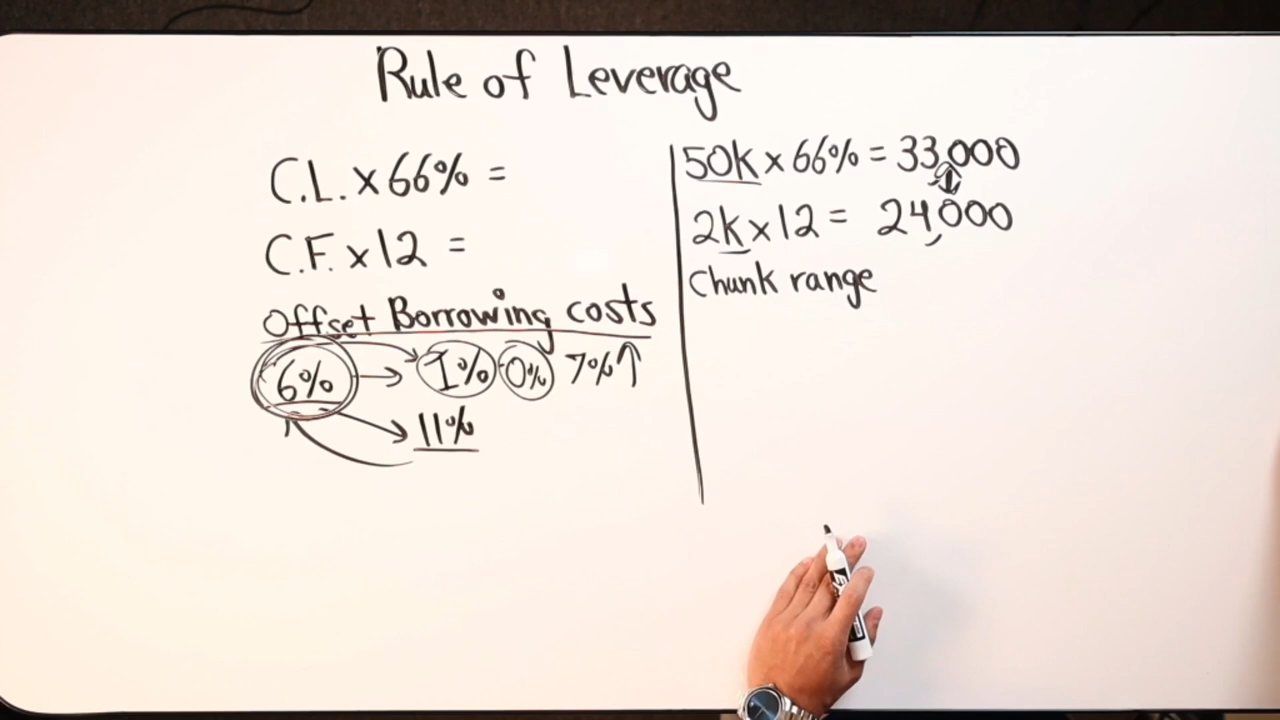 Rule of Leverage
C.L. x 66% =
C.F. x 12 =
Offset Borrowing costs
6% → 1% 0% 7%↑
→ 11%
50k x 66% = 33,000
2k x 12 = 24,000
Chunk range